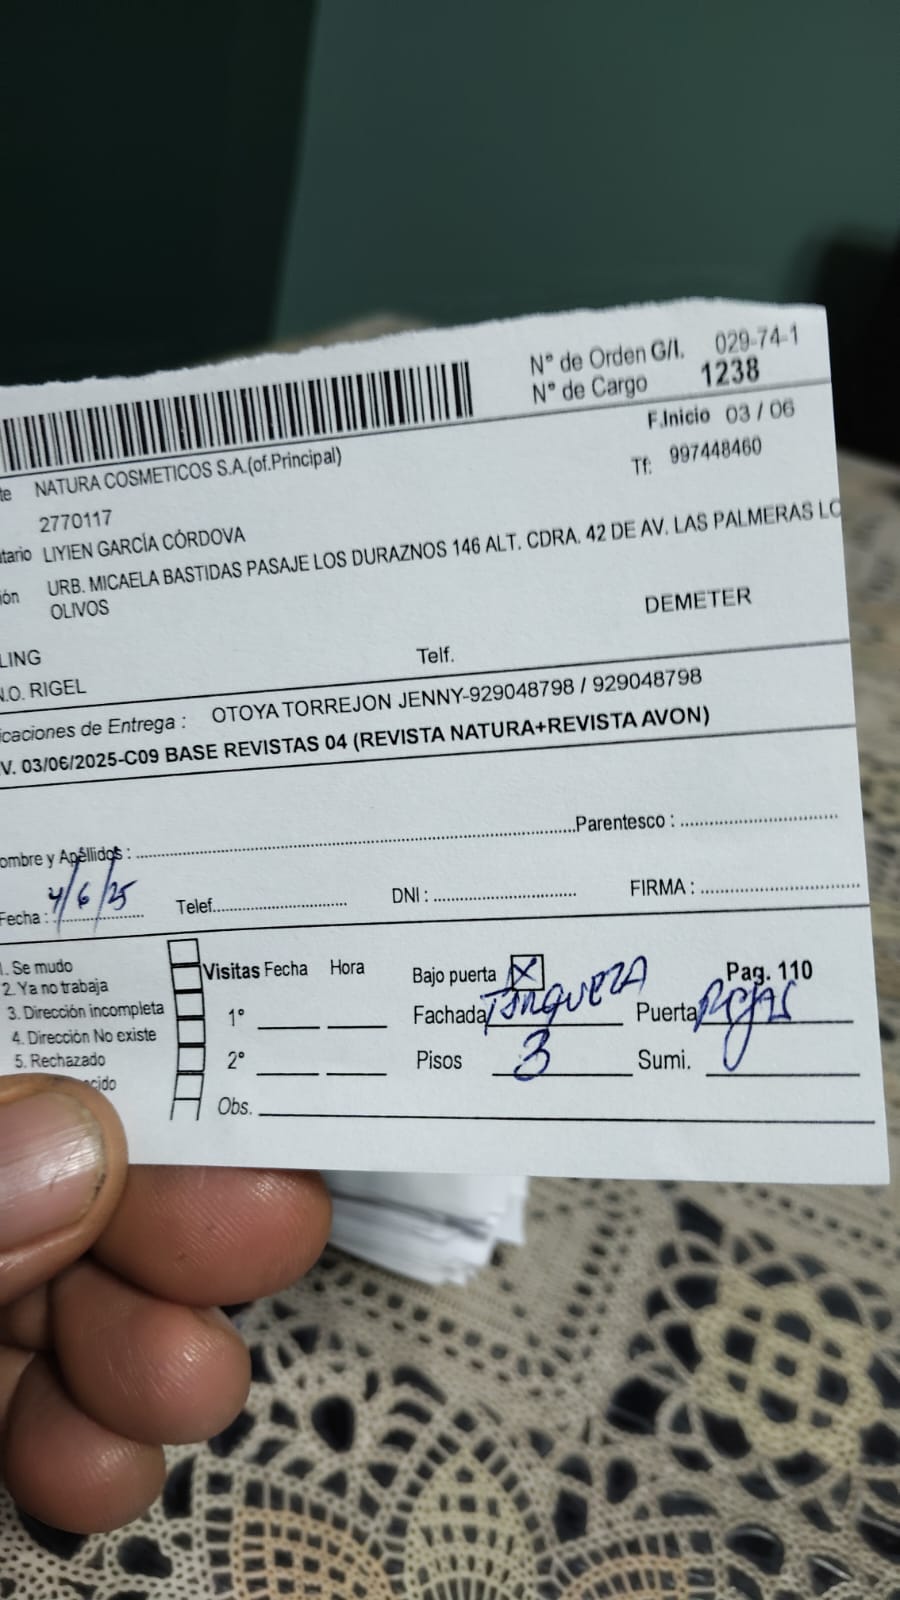 N° de Orden G/I. 029-74-1
N° de Cargo 1238
F.Inicio 03 / 06
te NATURA COSMETICOS S.A.(of.Principal)
Tf: 997448460
2770117
tario LIYIEN GARCÍA CÓRDOVA
ión URB. MICAELA BASTIDAS PASAJE LOS DURAZNOS 146 ALT. CDRA. 42 DE AV. LAS PALMERAS LO
OLIVOS
DEMETER
LING
Telf.
N.O. RIGEL
icaciones de Entrega : OTOYA TORREJON JENNY-929048798 / 929048798
V. 03/06/2025-C09 BASE REVISTAS 04 (REVISTA NATURA+REVISTA AVON)
ombre y Apéllidos : Parentesco :
Fecha : 4/6/25 Telef. DNI : FIRMA :
1. Se mudo
2. Ya no trabaja
3. Dirección incompleta
4. Dirección No existe
5. Rechazado
cido
Visitas Fecha Hora
1°
2°
Obs.
Bajo puerta X Pag. 110
Fachada Puerta Rejas
Pisos 3 Sumi.